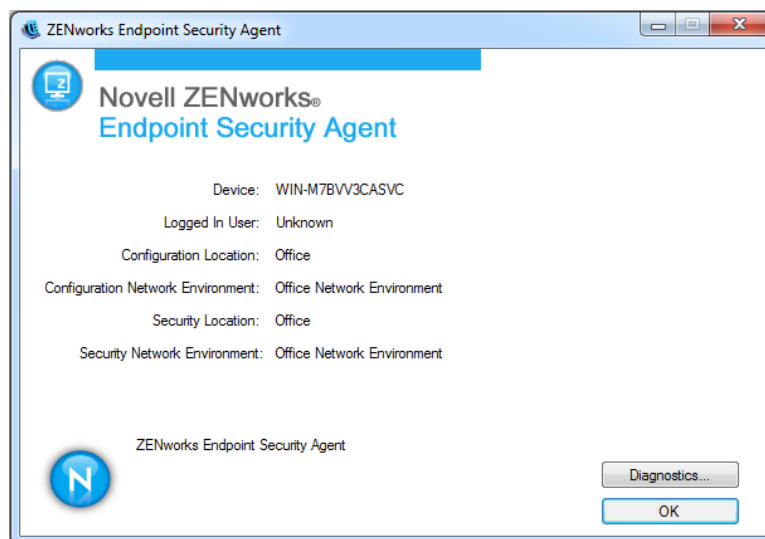 ZENworks Endpoint Security Agent
Z
Novell ZENworks®
Endpoint Security Agent
Device: WIN-M7BVV3CASVC
Logged In User: Unknown
Configuration Location: Office
Configuration Network Environment: Office Network Environment
Security Location: Office
Security Network Environment: Office Network Environment
ZENworks Endpoint Security Agent
N
Diagnostics...
OK